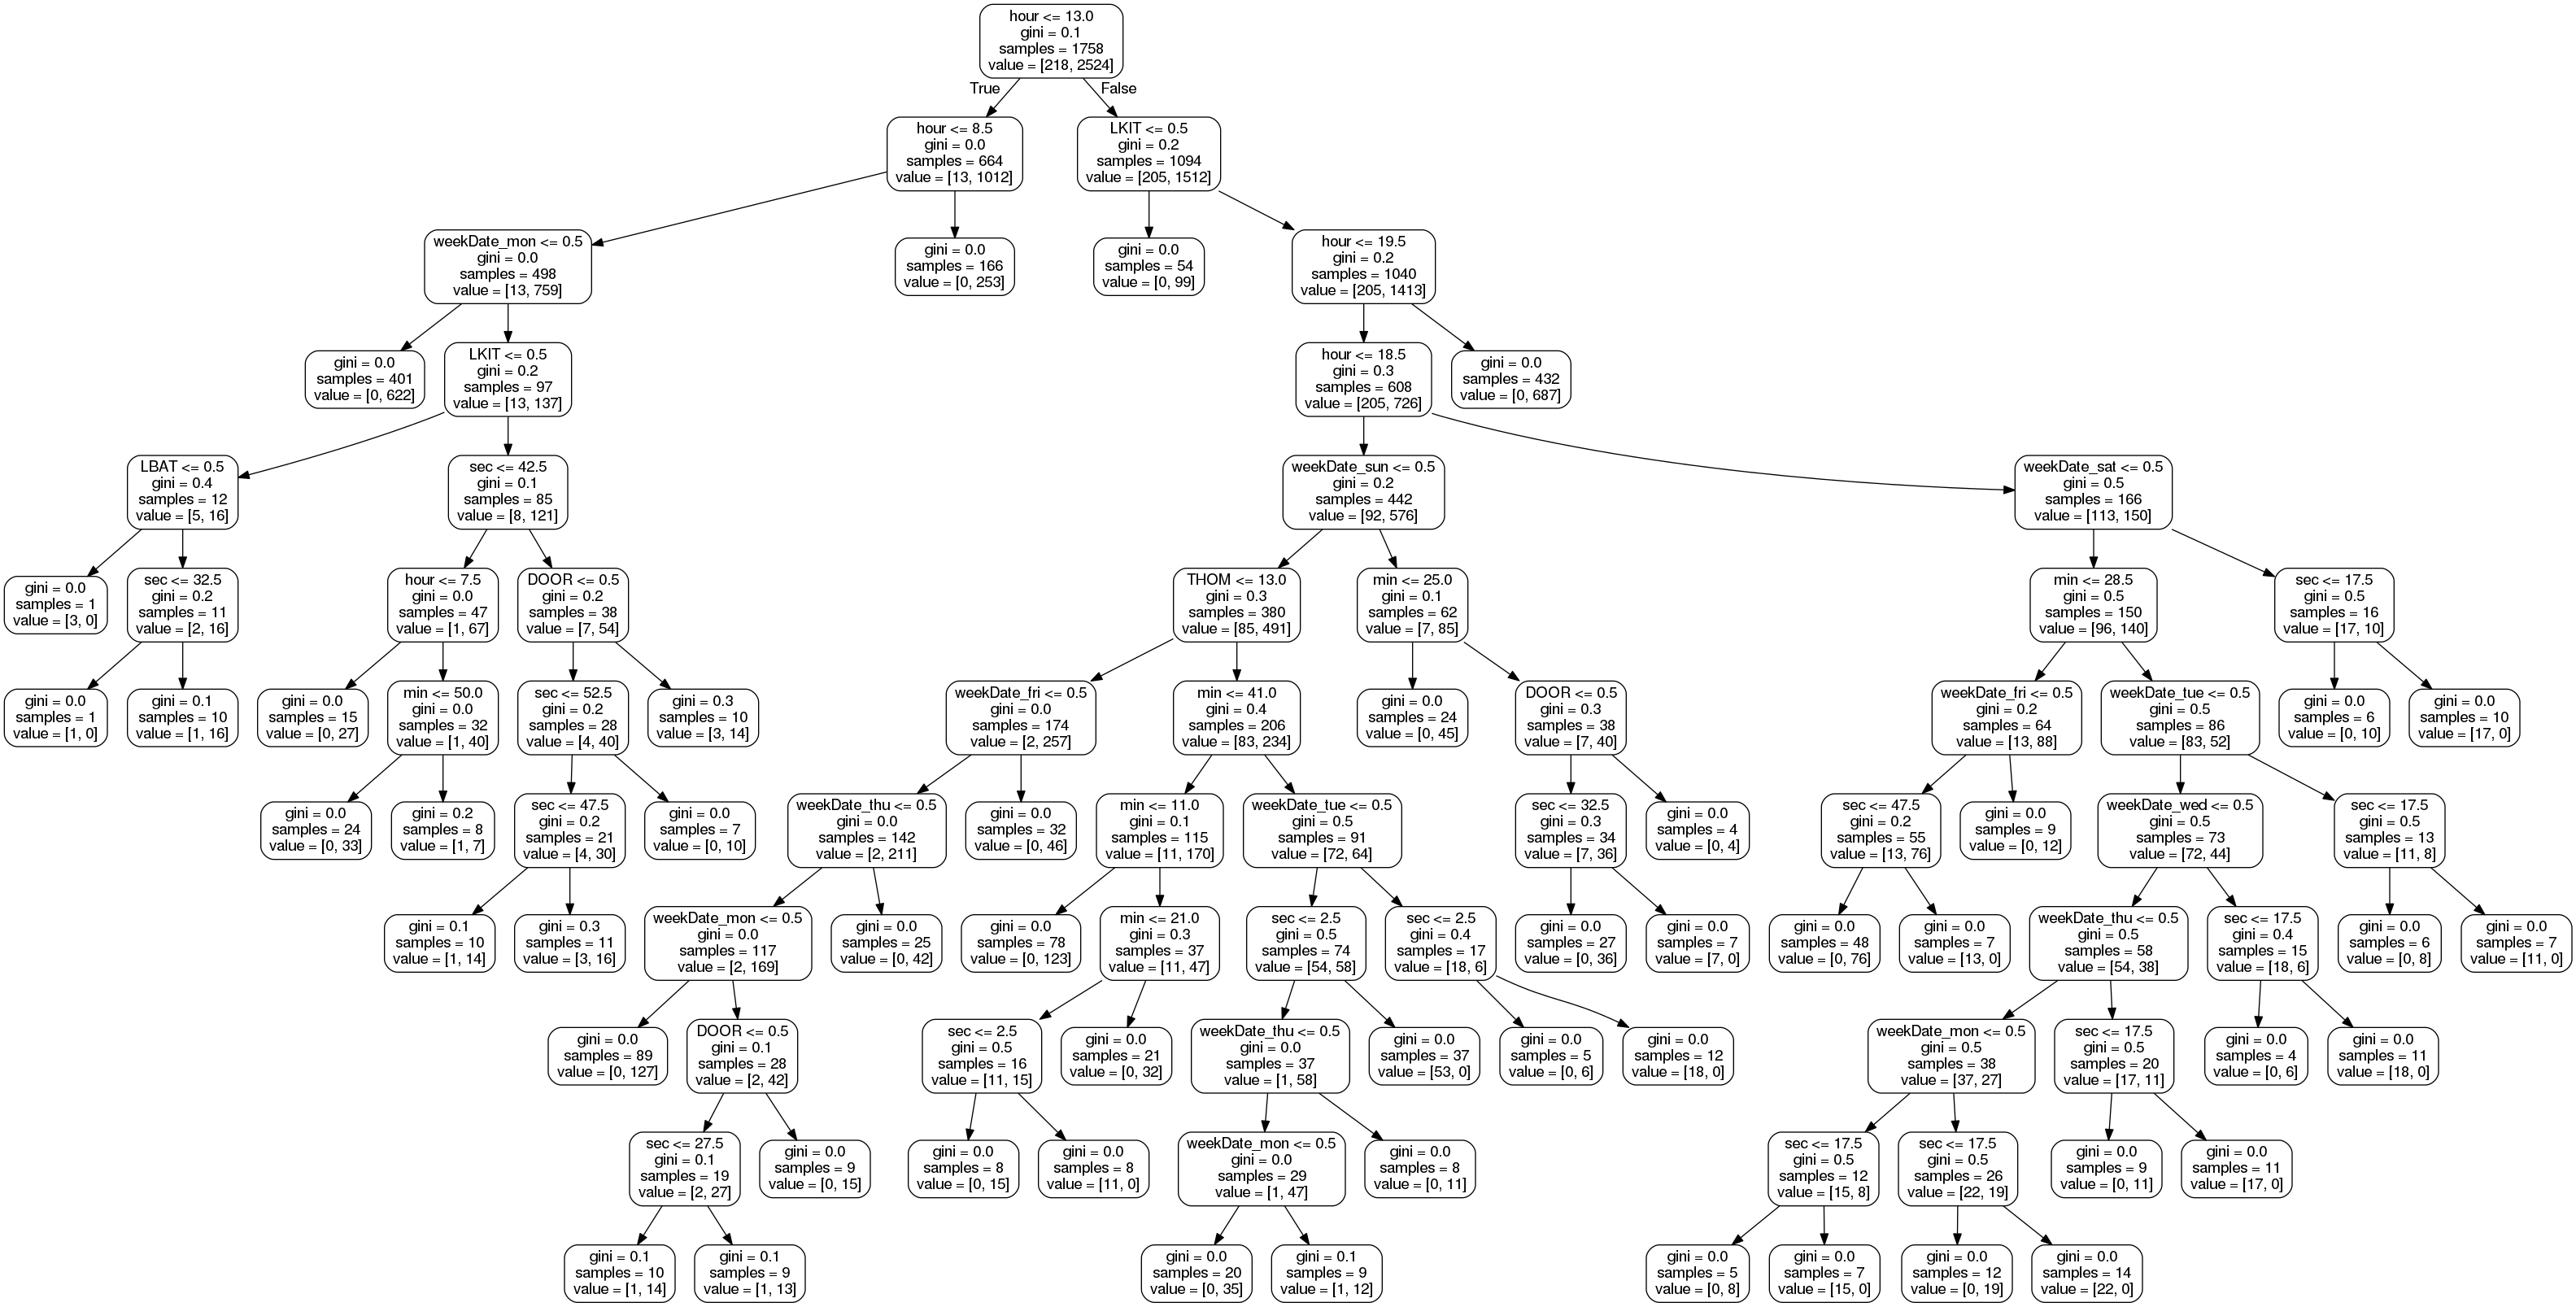 hour <= 13.0
gini = 0.1
samples = 1758
value = [218, 2524]
True
False
hour <= 8.5
gini = 0.0
samples = 664
value = [13, 1012]
LKIT <= 0.5
gini = 0.2
samples = 1094
value = [205, 1512]
weekDate_mon <= 0.5
gini = 0.0
samples = 498
value = [13, 759]
gini = 0.0
samples = 166
value = [0, 253]
gini = 0.0
samples = 54
value = [0, 99]
hour <= 19.5
gini = 0.2
samples = 1040
value = [205, 1413]
gini = 0.0
samples = 401
value = [0, 622]
LKIT <= 0.5
gini = 0.2
samples = 97
value = [13, 137]
hour <= 18.5
gini = 0.3
samples = 608
value = [205, 726]
gini = 0.0
samples = 432
value = [0, 687]
LBAT <= 0.5
gini = 0.4
samples = 12
value = [5, 16]
sec <= 42.5
gini = 0.1
samples = 85
value = [8, 121]
weekDate_sun <= 0.5
gini = 0.2
samples = 442
value = [92, 576]
weekDate_sat <= 0.5
gini = 0.5
samples = 166
value = [113, 150]
gini = 0.0
samples = 1
value = [3, 0]
sec <= 32.5
gini = 0.2
samples = 11
value = [2, 16]
hour <= 7.5
gini = 0.0
samples = 47
value = [1, 67]
DOOR <= 0.5
gini = 0.2
samples = 38
value = [7, 54]
THOM <= 13.0
gini = 0.3
samples = 380
value = [85, 491]
min <= 25.0
gini = 0.1
samples = 62
value = [7, 85]
min <= 28.5
gini = 0.5
samples = 150
value = [96, 140]
sec <= 17.5
gini = 0.5
samples = 16
value = [17, 10]
gini = 0.0
samples = 1
value = [1, 0]
gini = 0.1
samples = 10
value = [1, 16]
gini = 0.0
samples = 15
value = [0, 27]
min <= 50.0
gini = 0.0
samples = 32
value = [1, 40]
sec <= 52.5
gini = 0.2
samples = 28
value = [4, 40]
gini = 0.3
samples = 10
value = [3, 14]
weekDate_fri <= 0.5
gini = 0.0
samples = 174
value = [2, 257]
min <= 41.0
gini = 0.4
samples = 206
value = [83, 234]
gini = 0.0
samples = 24
value = [0, 45]
DOOR <= 0.5
gini = 0.3
samples = 38
value = [7, 40]
weekDate_fri <= 0.5
gini = 0.2
samples = 64
value = [13, 88]
weekDate_tue <= 0.5
gini = 0.5
samples = 86
value = [83, 52]
gini = 0.0
samples = 6
value = [0, 10]
gini = 0.0
samples = 10
value = [17, 0]
gini = 0.0
samples = 24
value = [0, 33]
gini = 0.2
samples = 8
value = [1, 7]
sec <= 47.5
gini = 0.2
samples = 21
value = [4, 30]
gini = 0.0
samples = 7
value = [0, 10]
weekDate_thu <= 0.5
gini = 0.0
samples = 142
value = [2, 211]
gini = 0.0
samples = 32
value = [0, 46]
min <= 11.0
gini = 0.1
samples = 115
value = [11, 170]
weekDate_tue <= 0.5
gini = 0.5
samples = 91
value = [72, 64]
sec <= 32.5
gini = 0.3
samples = 34
value = [7, 36]
gini = 0.0
samples = 4
value = [0, 4]
sec <= 47.5
gini = 0.2
samples = 55
value = [13, 76]
gini = 0.0
samples = 9
value = [0, 12]
weekDate_wed <= 0.5
gini = 0.5
samples = 73
value = [72, 44]
sec <= 17.5
gini = 0.5
samples = 13
value = [11, 8]
gini = 0.1
samples = 10
value = [1, 14]
gini = 0.3
samples = 11
value = [3, 16]
weekDate_mon <= 0.5
gini = 0.0
samples = 117
value = [2, 169]
gini = 0.0
samples = 25
value = [0, 42]
gini = 0.0
samples = 78
value = [0, 123]
min <= 21.0
gini = 0.3
samples = 37
value = [11, 47]
sec <= 2.5
gini = 0.5
samples = 74
value = [54, 58]
sec <= 2.5
gini = 0.4
samples = 17
value = [18, 6]
gini = 0.0
samples = 27
value = [0, 36]
gini = 0.0
samples = 7
value = [7, 0]
gini = 0.0
samples = 48
value = [0, 76]
gini = 0.0
samples = 7
value = [13, 0]
weekDate_thu <= 0.5
gini = 0.5
samples = 58
value = [54, 38]
sec <= 17.5
gini = 0.4
samples = 15
value = [18, 6]
gini = 0.0
samples = 6
value = [0, 8]
gini = 0.0
samples = 7
value = [11, 0]
gini = 0.0
samples = 89
value = [0, 127]
DOOR <= 0.5
gini = 0.1
samples = 28
value = [2, 42]
sec <= 2.5
gini = 0.5
samples = 16
value = [11, 15]
gini = 0.0
samples = 21
value = [0, 32]
weekDate_thu <= 0.5
gini = 0.0
samples = 37
value = [1, 58]
gini = 0.0
samples = 37
value = [53, 0]
gini = 0.0
samples = 5
value = [0, 6]
gini = 0.0
samples = 12
value = [18, 0]
weekDate_mon <= 0.5
gini = 0.5
samples = 38
value = [37, 27]
sec <= 17.5
gini = 0.5
samples = 20
value = [17, 11]
gini = 0.0
samples = 4
value = [0, 6]
gini = 0.0
samples = 11
value = [18, 0]
sec <= 27.5
gini = 0.1
samples = 19
value = [2, 27]
gini = 0.0
samples = 9
value = [0, 15]
gini = 0.0
samples = 8
value = [0, 15]
gini = 0.0
samples = 8
value = [11, 0]
weekDate_mon <= 0.5
gini = 0.0
samples = 29
value = [1, 47]
gini = 0.0
samples = 8
value = [0, 11]
sec <= 17.5
gini = 0.5
samples = 12
value = [15, 8]
sec <= 17.5
gini = 0.5
samples = 26
value = [22, 19]
gini = 0.0
samples = 9
value = [0, 11]
gini = 0.0
samples = 11
value = [17, 0]
gini = 0.1
samples = 10
value = [1, 14]
gini = 0.1
samples = 9
value = [1, 13]
gini = 0.0
samples = 20
value = [0, 35]
gini = 0.1
samples = 9
value = [1, 12]
gini = 0.0
samples = 5
value = [0, 8]
gini = 0.0
samples = 7
value = [15, 0]
gini = 0.0
samples = 12
value = [0, 19]
gini = 0.0
samples = 14
value = [22, 0]